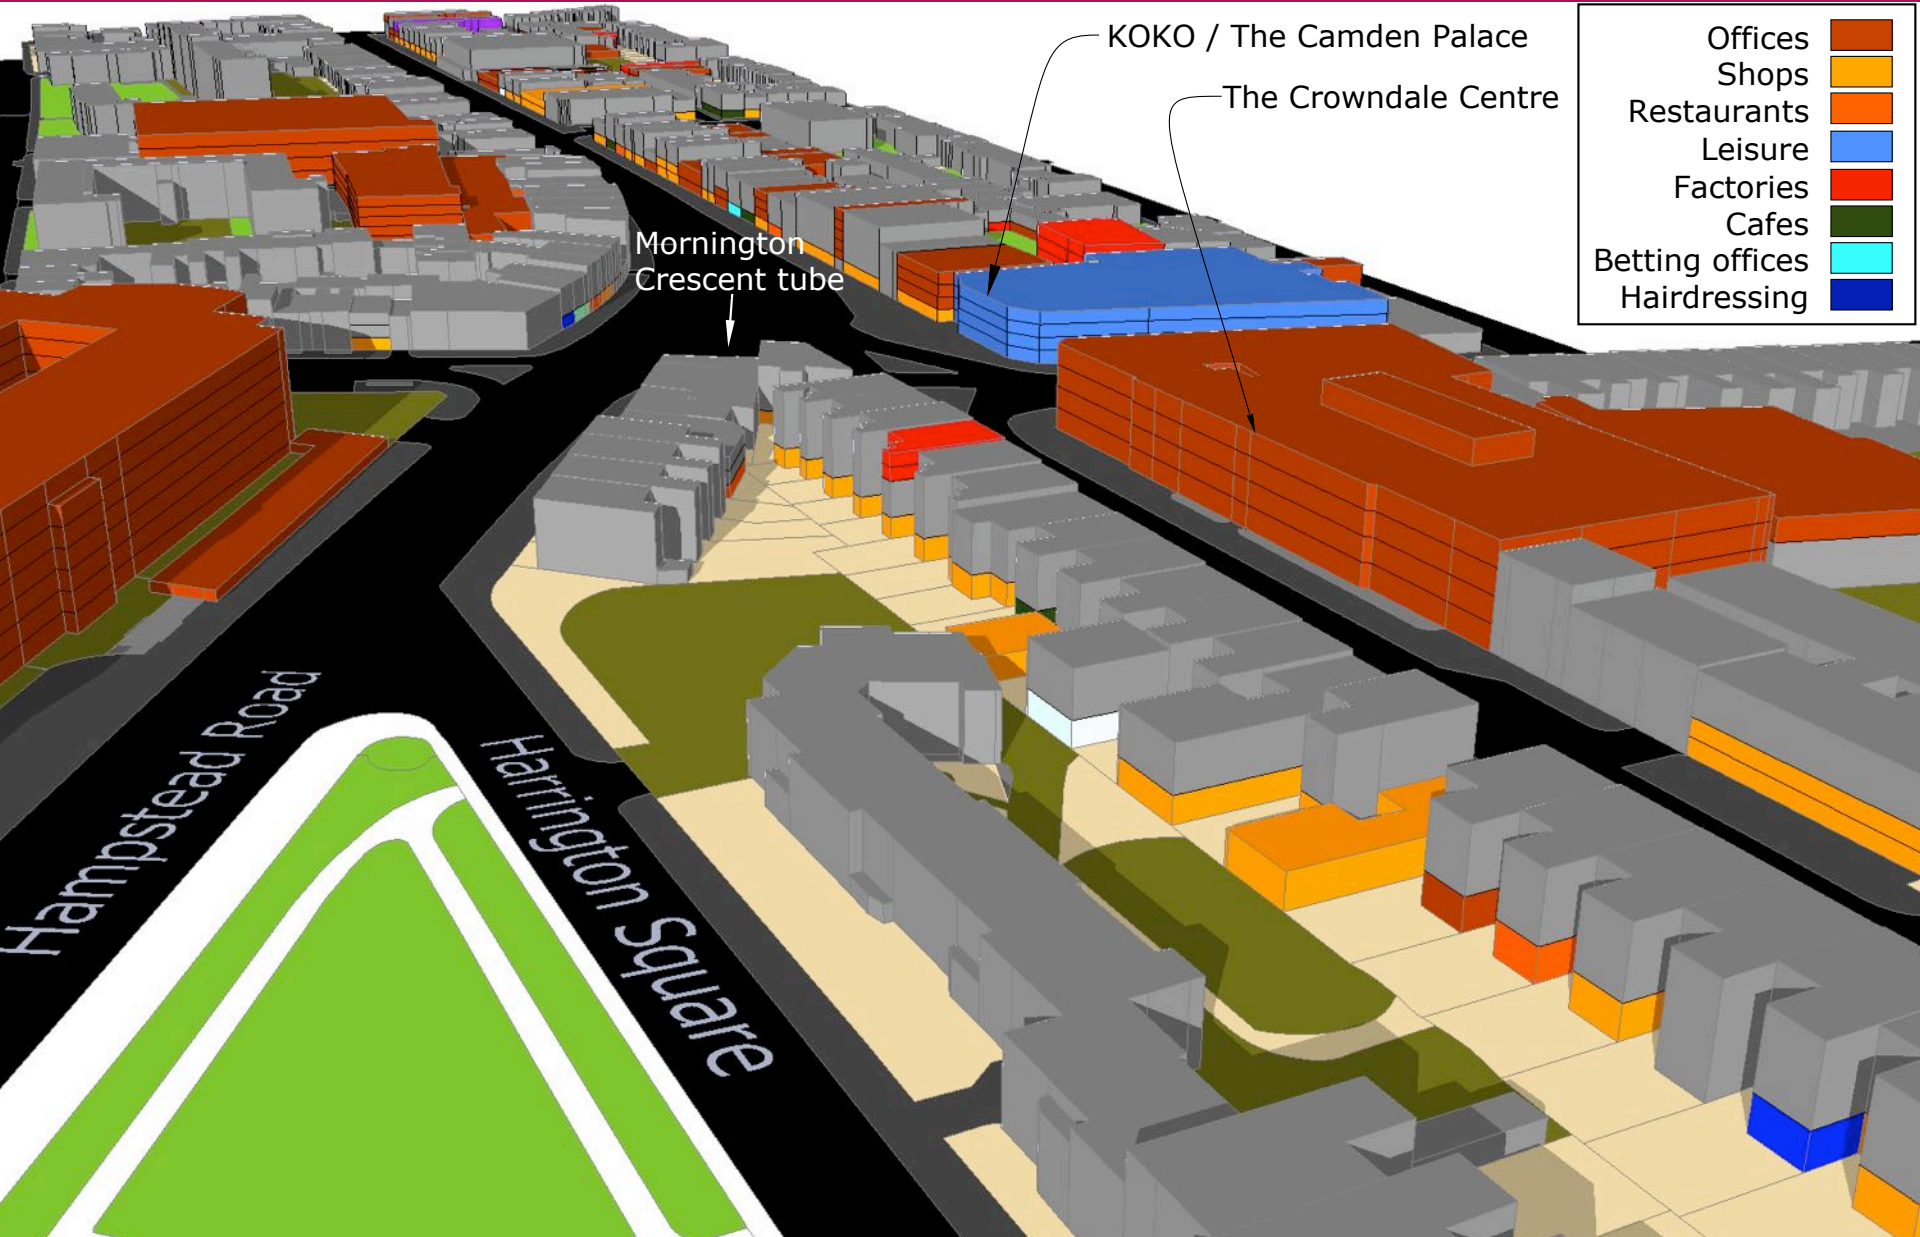 KOKO / The Camden Palace
The Crowndale Centre
Offices
Shops
Restaurants
Leisure
Factories
Cafes
Betting offices
Hairdressing
Mornington
Crescent tube
Hampstead Road
Harrington Square